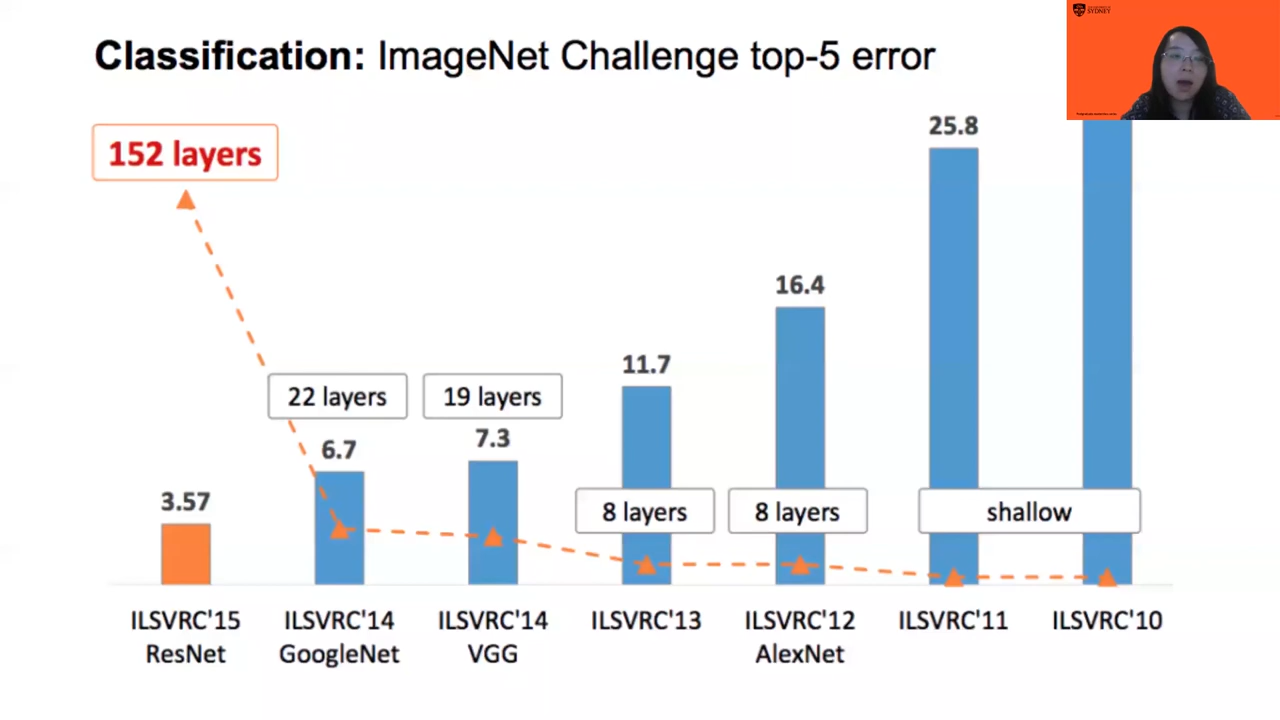 Classification: ImageNet Challenge top-5 error
SYDNEY
152 layers
25.8
16.4
11.7
22 layers
19 layers
6.7
7.3
3.57
8 layers
8 layers
shallow
ILSVRC'15
ResNet
ILSVRC'14
GoogleNet
ILSVRC'14
VGG
ILSVRC'13
ILSVRC'12
AlexNet
ILSVRC'11
ILSVRC'10